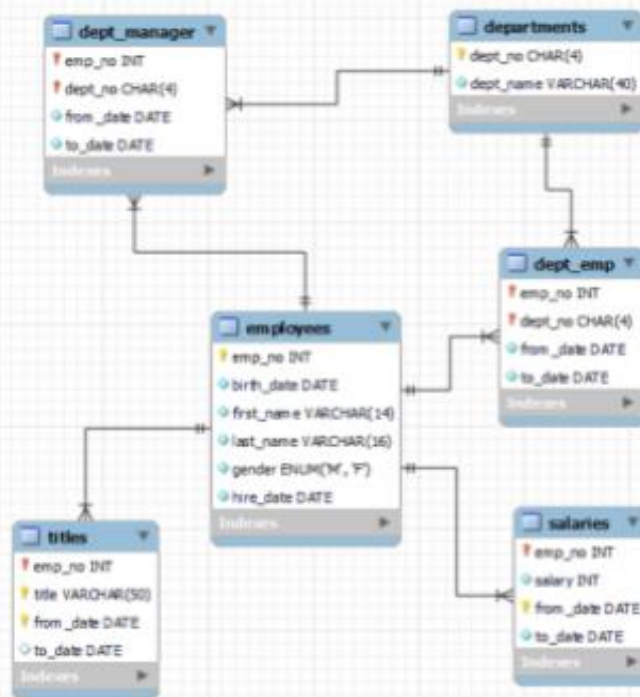 dept_manager
emp_no INT
dept_no CHAR(4)
from_date DATE
to_date DATE
Indexes
departments
dept_no CHAR(4)
dept_name VARCHAR(40)
Indexes
dept_emp
emp_no INT
dept_no CHAR(4)
from_date DATE
to_date DATE
Indexes
employees
emp_no INT
birth_date DATE
first_name VARCHAR(14)
last_name VARCHAR(16)
gender ENUM('M', 'F')
hire_date DATE
Indexes
titles
emp_no INT
title VARCHAR(50)
from_date DATE
to_date DATE
Indexes
salaries
emp_no INT
salary INT
from_date DATE
to_date DATE
Indexes